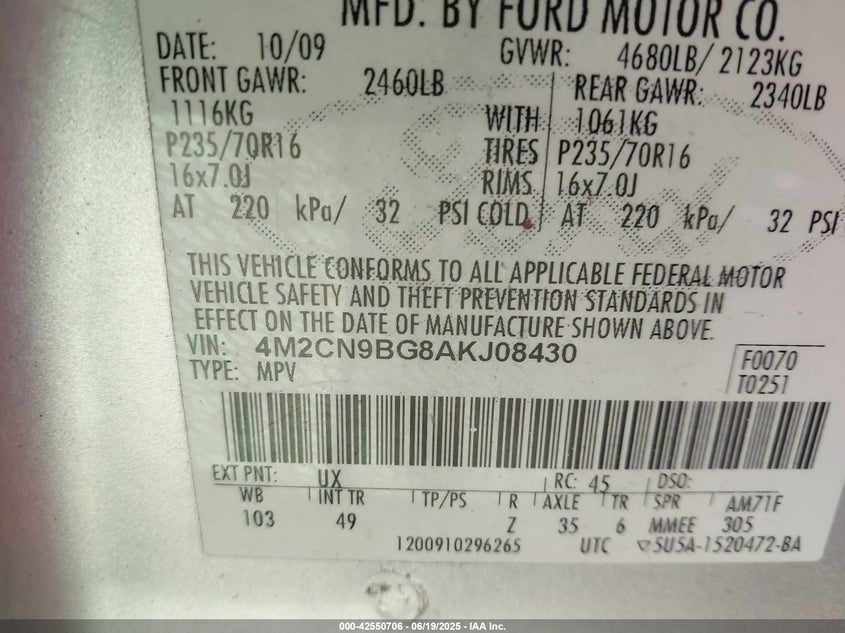 MFD. BY FORD MOTOR CO.
DATE: 10/09 GVWR: 4680LB/ 2123KG
FRONT GAWR: 2460LB REAR GAWR: 2340LB
1116KG WITH 1061KG
P235/70R16 TIRES P235/70R16
16x7.0J RIMS 16x7.0J
AT 220 kPa/ 32 PSI COLD AT 220 kPa/ 32 PSI
THIS VEHICLE CONFORMS TO ALL APPLICABLE FEDERAL MOTOR
VEHICLE SAFETY AND THEFT PREVENTION STANDARDS IN
EFFECT ON THE DATE OF MANUFACTURE SHOWN ABOVE.
VIN: 4M2CN9BG8AKJ08430
TYPE: MPV
F0070
T0251
EXT PNT: UX RC: 45 DSO:
WB INT TR TP/PS R AXLE TR SPR AM71F
103 49 Z 35 6 MMEE 305
1200910296265 UTC ▽5U5A-1520472-BA
000-42550706 - 06/19/2025 - IAA Inc.